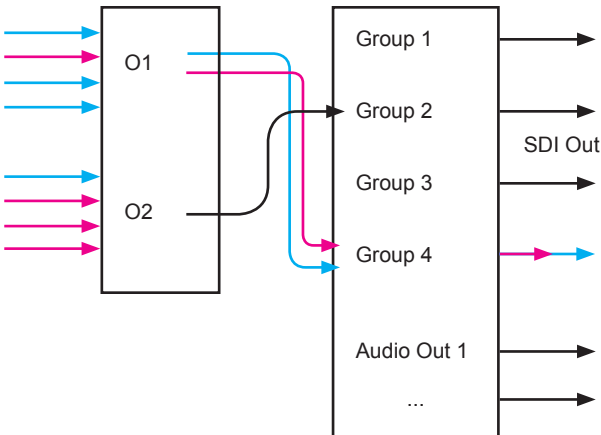 O1
O2
Group 1
Group 2
SDI Out
Group 3
Group 4
Audio Out 1
...